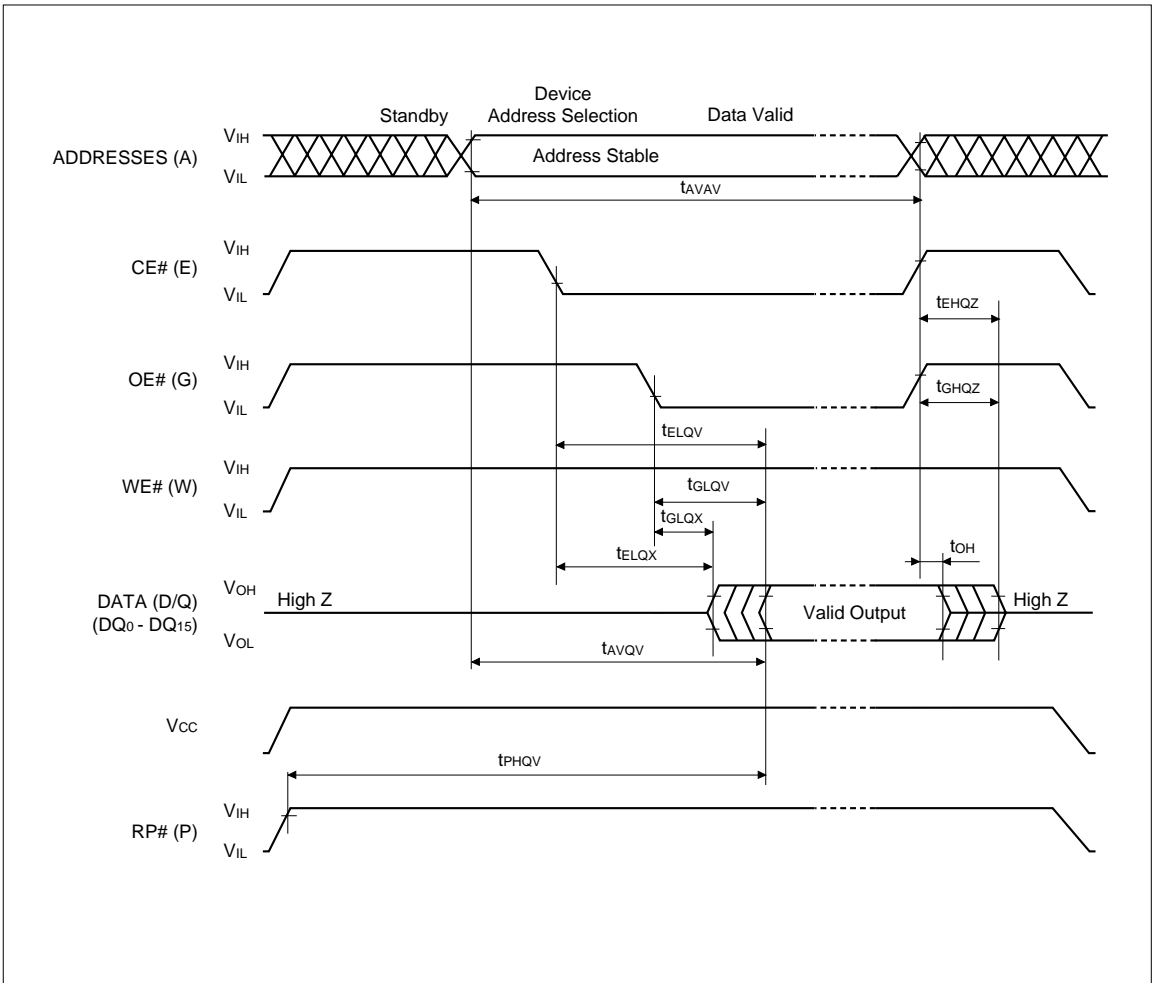 Device
Standby Address Selection Data Valid
VIH
ADDRESSES (A) Address Stable
VIL
tAVAV
VIH
CE# (E)
VIL
tEHQZ
VIH
OE# (G)
tGHQZ
VIL
tELQV
VIH
WE# (W)
tGLQV
VIL
tGLQX
tELQX
tOH
VOH
High Z
DATA (D/Q) Valid Output High Z
(DQ0 - DQ15)
VOL
tAVQV
VCC
tPHQV
VIH
RP# (P)
VIL